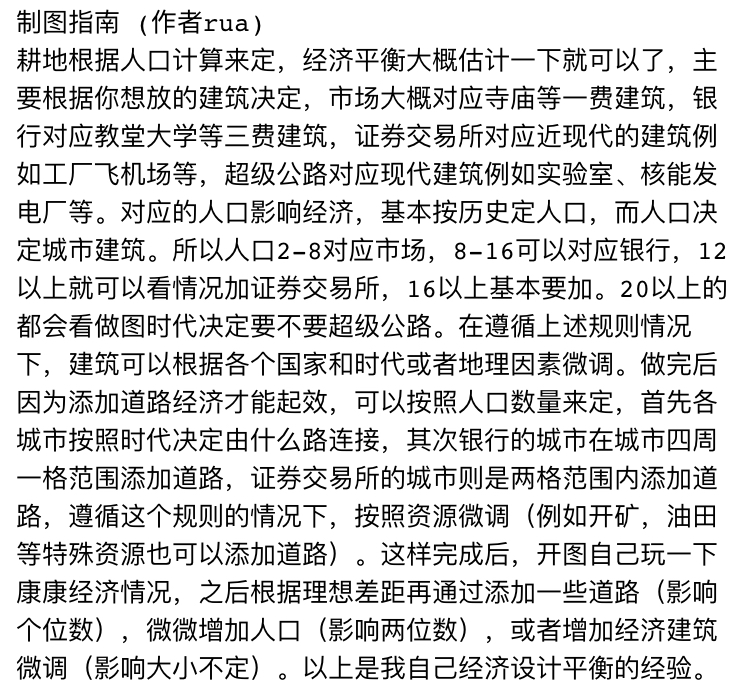 制图指南 （作者rua）
耕地根据人口计算来定，经济平衡大概估计一下就可以了，主
要根据你想放的建筑决定，市场大概对应寺庙等一费建筑，银
行对应教堂大学等三费建筑，证券交易所对应近现代的建筑例
如工厂飞机场等，超级公路对应现代建筑例如实验室、核能发
电厂等。对应的人口影响经济，基本按历史定人口，而人口决
定城市建筑。所以人口2-8对应市场，8-16可以对应银行，12
以上就可以看情况加证券交易所，16以上基本要加。20以上的
都会看做图时代决定要不要超级公路。在遵循上述规则情况
下，建筑可以根据各个国家和时代或者地理因素微调。做完后
因为添加道路经济才能起效，可以按照人口数量来定，首先各
城市按照时代决定由什么路连接，其次银行的城市在城市四周
一格范围添加道路，证券交易所的城市则是两格范围内添加道
路，遵循这个规则的情况下，按照资源微调（例如开矿，油田
等特殊资源也可以添加道路）。这样完成后，开图自己玩一下
康康经济情况，之后根据理想差距再通过添加一些道路（影响
个位数），微微增加人口（影响两位数），或者增加经济建筑
微调（影响大小不定）。以上是我自己经济设计平衡的经验。